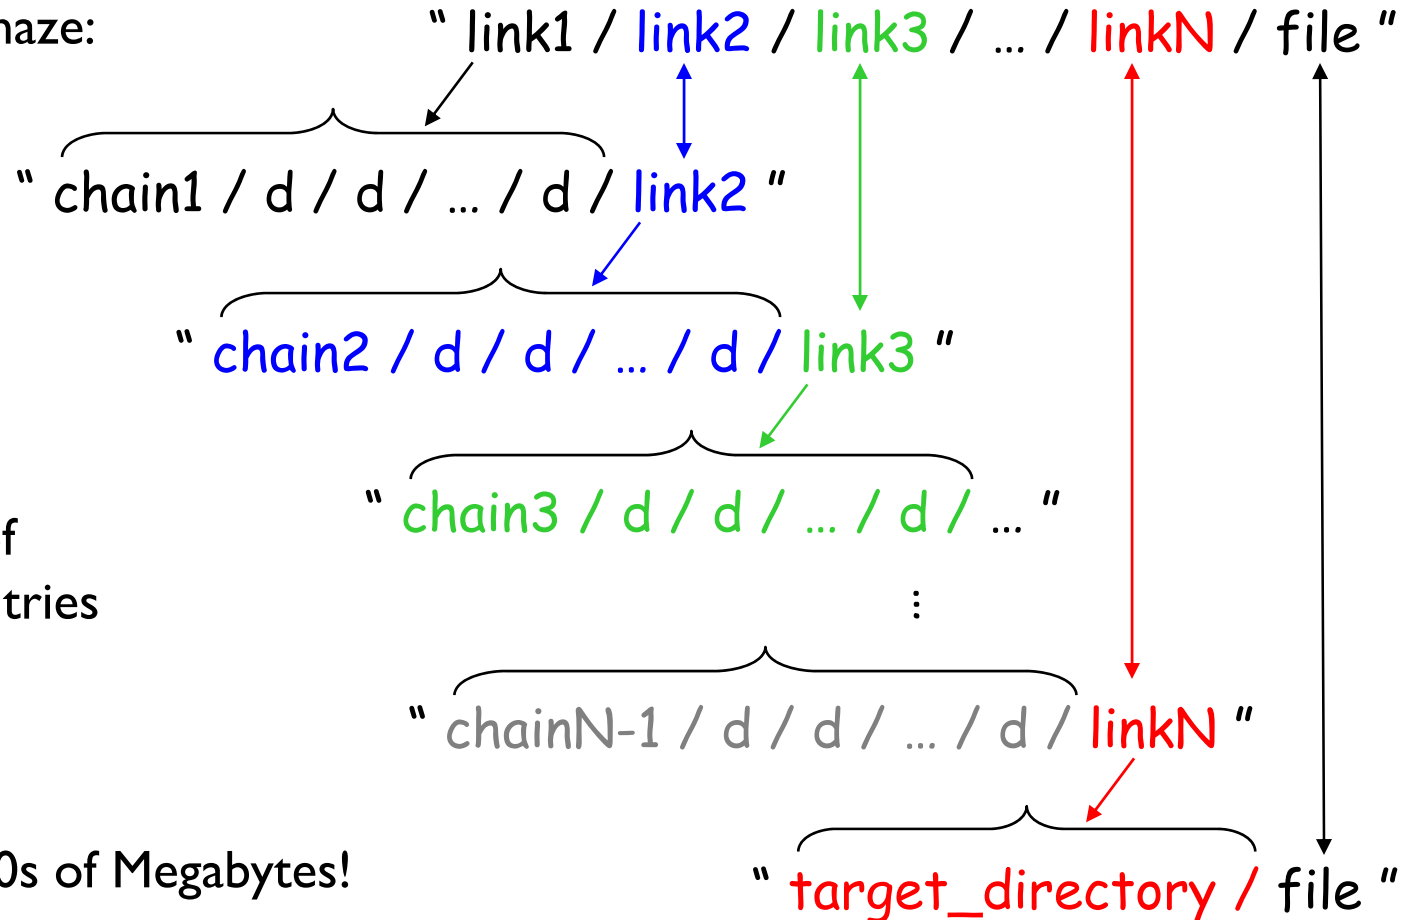 naze: “ link1 / link2 / link3 / ... / linkN / file ”
“ chain1 / d / d / ... / d / link2 ”
“ chain2 / d / d / ... / d / link3 ”
“ chain3 / d / d / ... / d / ... ”
f
tries
⋮
“ chainN-1 / d / d / ... / d / linkN ”
0s of Megabytes!
“ target_directory / file ”